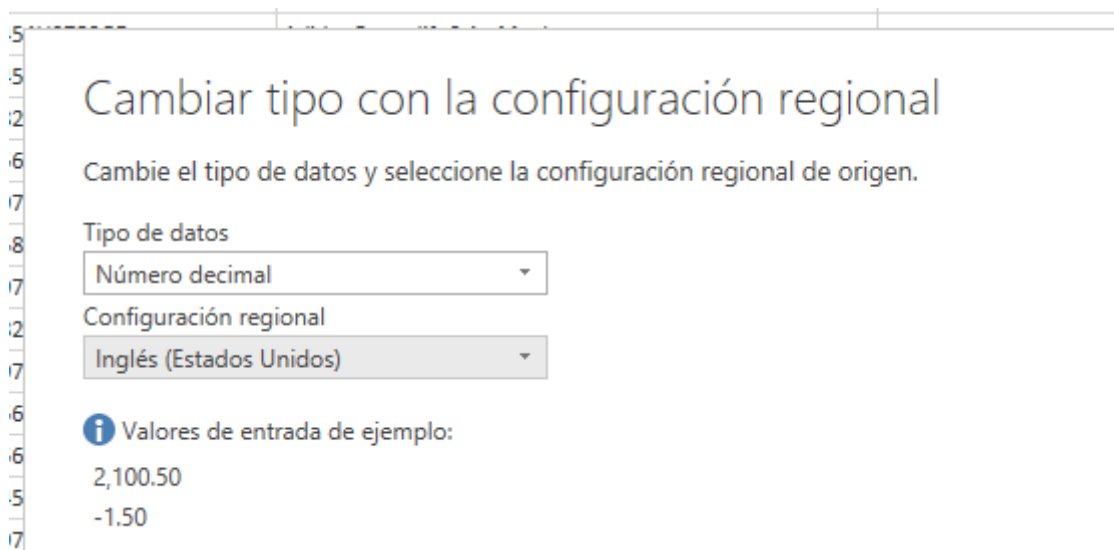 Cambiar tipo con la configuración regional
Cambie el tipo de datos y seleccione la configuración regional de origen.
Tipo de datos
Número decimal
Configuración regional
Inglés (Estados Unidos)
Valores de entrada de ejemplo:
2,100.50
-1.50